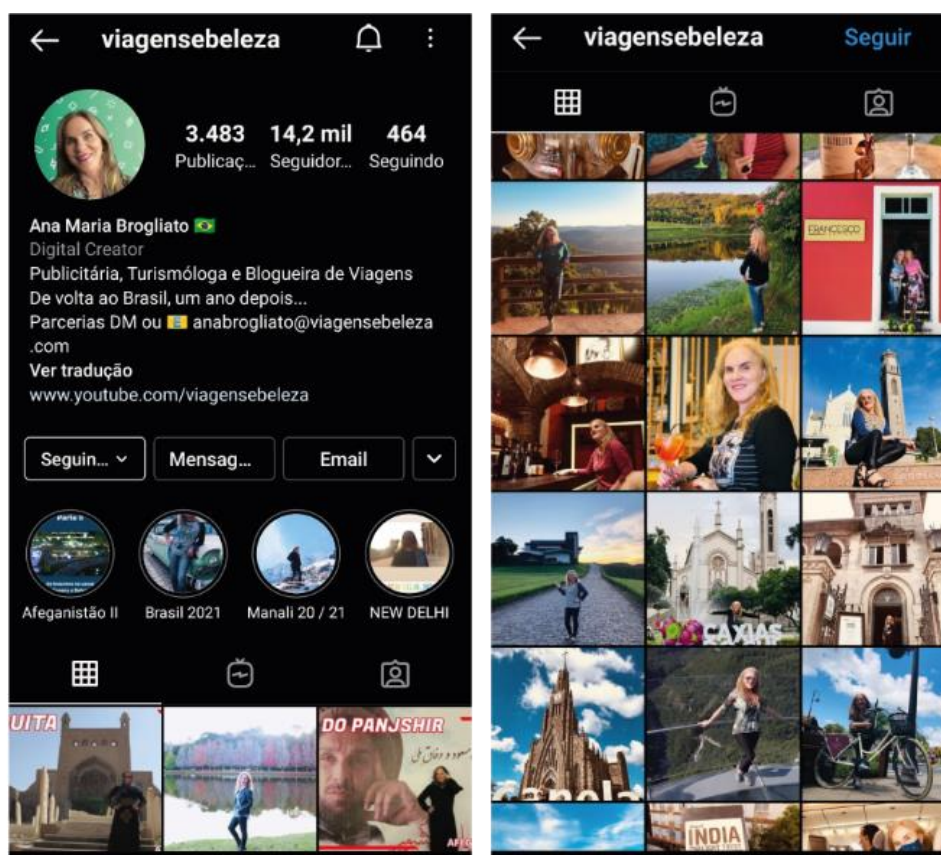 viagensebeleza
3.483 14,2 mil 464
Publicaç... Seguidor... Seguindo
Ana Maria Brogliato
Digital Creator
Publicitária, Turismóloga e Blogueira de Viagens
De volta ao Brasil, um ano depois...
Parcerias DM ou anabrogliato@viagensebeleza
.com
Ver tradução
www.youtube.com/viagensebeleza
Seguin... Mensag... Email
Afeganistão II Brasil 2021 Manali 20 / 21 NEW DELHI
UITA
DO PANJSHIR
viagensebeleza Seguir
FRANCESCO
CAXIAS
anela
INDIA